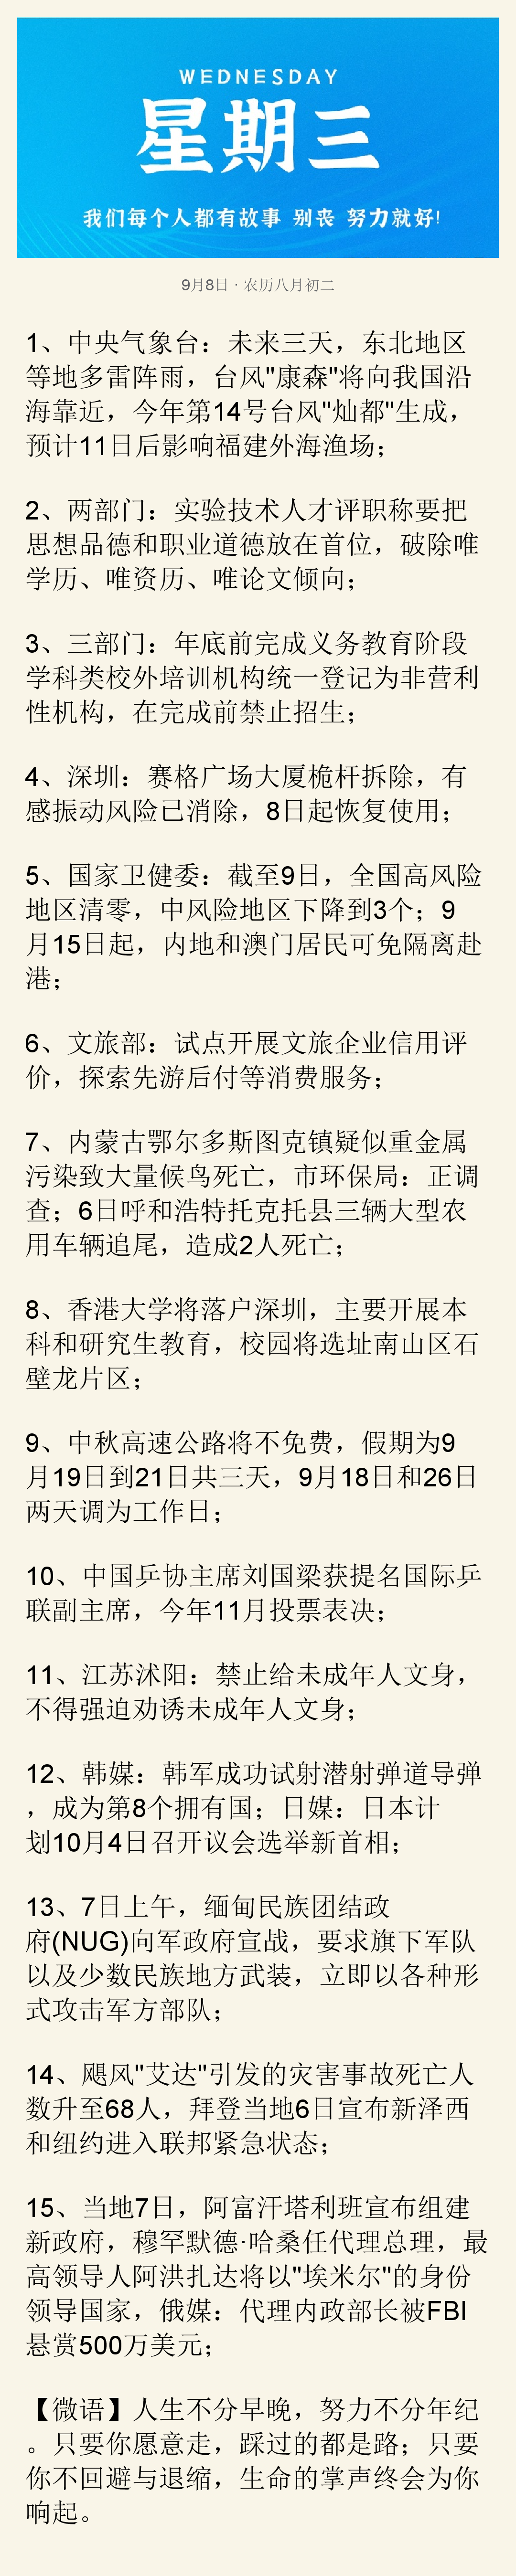 WEDNESDAY
星期三
我们每个人都有故事 别丧 努力就好!
9月8日 · 农历八月初二
1、中央气象台：未来三天，东北地区
等地多雷阵雨，台风"康森"将向我国沿
海靠近，今年第14号台风"灿都"生成，
预计11日后影响福建外海渔场；
2、两部门：实验技术人才评职称要把
思想品德和职业道德放在首位，破除唯
学历、唯资历、唯论文倾向；
3、三部门：年底前完成义务教育阶段
学科类校外培训机构统一登记为非营利
性机构，在完成前禁止招生；
4、深圳：赛格广场大厦桅杆拆除，有
感振动风险已消除，8日起恢复使用；
5、国家卫健委：截至9日，全国高风险
地区清零，中风险地区下降到3个；9
月15日起，内地和澳门居民可免隔离赴
港；
6、文旅部：试点开展文旅企业信用评
价，探索先游后付等消费服务；
7、内蒙古鄂尔多斯图克镇疑似重金属
污染致大量候鸟死亡，市环保局：正调
查；6日呼和浩特托克托县三辆大型农
用车辆追尾，造成2人死亡；
8、香港大学将落户深圳，主要开展本
科和研究生教育，校园将选址南山区石
壁龙片区；
9、中秋高速公路将不免费，假期为9
月19日到21日共三天，9月18日和26日
两天调为工作日；
10、中国乒协主席刘国梁获提名国际乒
联副主席，今年11月投票表决；
11、江苏沭阳：禁止给未成年人文身，
不得强迫劝诱未成年人文身；
12、韩媒：韩军成功试射潜射弹道导弹
，成为第8个拥有国；日媒：日本计
划10月4日召开议会选举新首相；
13、7日上午，缅甸民族团结政
府(NUG)向军政府宣战，要求旗下军队
以及少数民族地方武装，立即以各种形
式攻击军方部队；
14、飓风"艾达"引发的灾害事故死亡人
数升至68人，拜登当地6日宣布新泽西
和纽约进入联邦紧急状态；
15、当地7日，阿富汗塔利班宣布组建
新政府，穆罕默德·哈桑任代理总理，最
高领导人阿洪扎达将以"埃米尔"的身份
领导国家，俄媒：代理内政部长被FBI
悬赏500万美元；
【微语】人生不分早晚，努力不分年纪
。只要你愿意走，踩过的都是路；只要
你不回避与退缩，生命的掌声终会为你
响起。